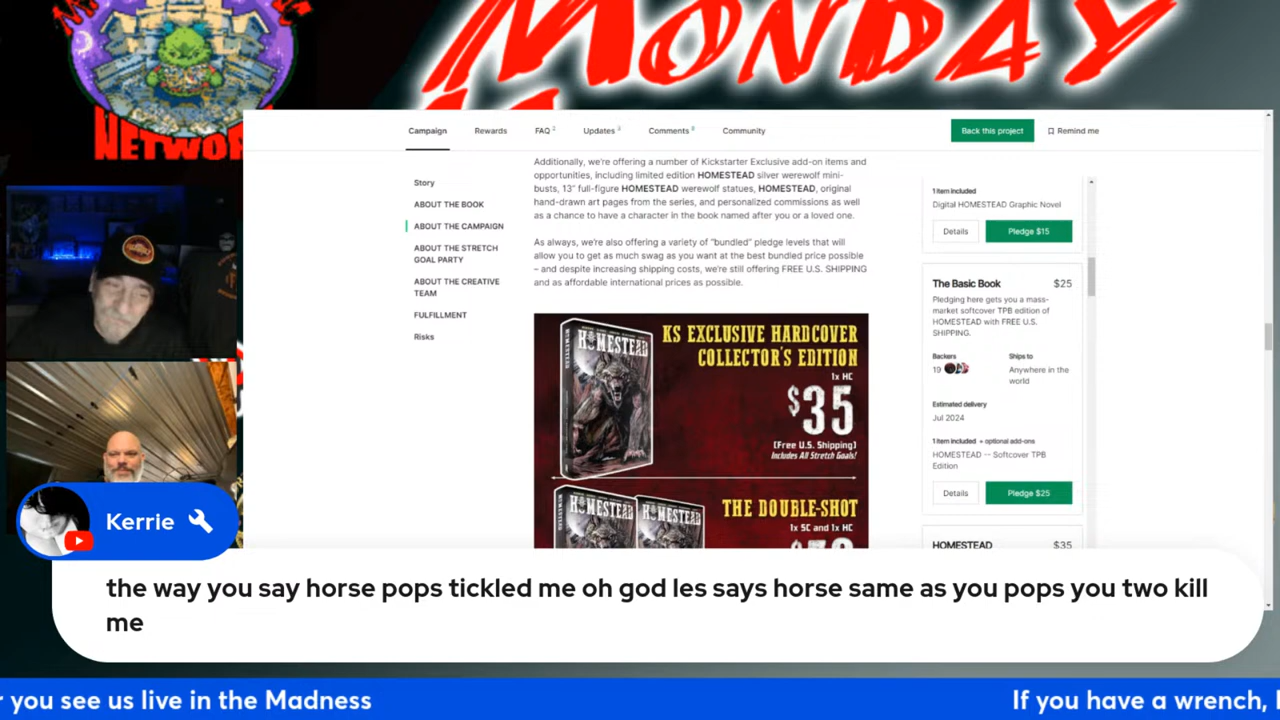 MONDAY
NETWO
Campaign Rewards FAQ 2 Updates 3 Comments 8 Community Back this project Remind me
Story
ABOUT THE BOOK
ABOUT THE CAMPAIGN
ABOUT THE STRETCH
GOAL PARTY
ABOUT THE CREATIVE
TEAM
FULFILLMENT
Risks
Additionally, we're offering a number of Kickstarter Exclusive add-on items and
opportunities, including limited edition HOMESTEAD silver werewolf mini-
busts, 13" full-figure HOMESTEAD werewolf statues, HOMESTEAD, original
hand-drawn art pages from the series, and personalized commissions as well
as a chance to have a character in the book named after you or a loved one.
As always, we're also offering a variety of "bundled" pledge levels that will
allow you to get as much swag as you want at the best bundled price possible
– and despite increasing shipping costs, we're still offering FREE U.S. SHIPPING
and as affordable international prices as possible.
HOMESTEAD
KS EXCLUSIVE HARDCOVER
COLLECTOR'S EDITION
1x HC
$35
[Free U.S. Shipping]
Includes All Stretch Goals!
HOMESTEAD HOMESTEAD
THE DOUBLE-SHOT
1x SC and 1x HC
1 item included
Digital HOMESTEAD Graphic Novel
Details Pledge $15
The Basic Book $25
Pledging here gets you a mass-
market softcover TPB edition of
HOMESTEAD with FREE U.S.
SHIPPING.
Backers Ships to
19 Anywhere in the
world
Estimated delivery
Jul 2024
1 item included + optional add-ons
HOMESTEAD -- Softcover TPB
Edition
Details Pledge $25
HOMESTEAD $35
Kerrie
the way you say horse pops tickled me oh god les says horse same as you pops you two kill
me
r you see us live in the Madness If you have a wrench,